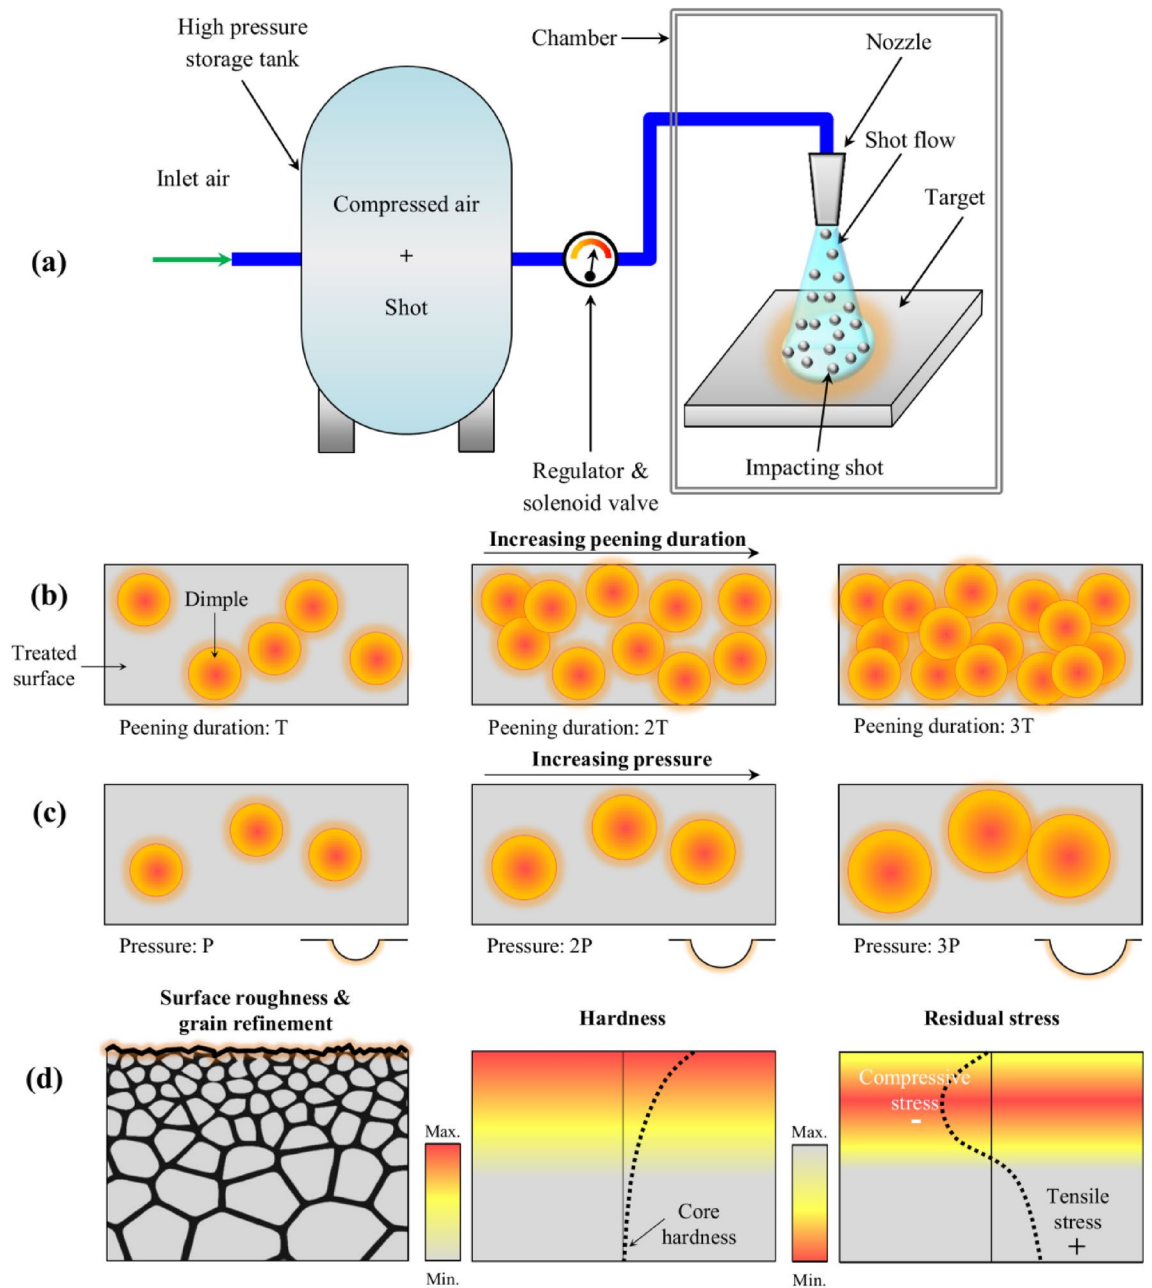 (a)
High pressure
storage tank
Inlet air
Compressed air
+
Shot
Regulator &
solenoid valve
Chamber
Nozzle
Shot flow
Target
Impacting shot
(b)
Increasing peening duration
Dimple
Treated
surface
Peening duration: T
Peening duration: 2T
Peening duration: 3T
(c)
Increasing pressure
Pressure: P
Pressure: 2P
Pressure: 3P
(d)
Surface roughness &
grain refinement
Hardness
Max.
Min.
Core
hardness
Residual stress
Max.
Min.
Compressive
stress
-
Tensile
stress
+